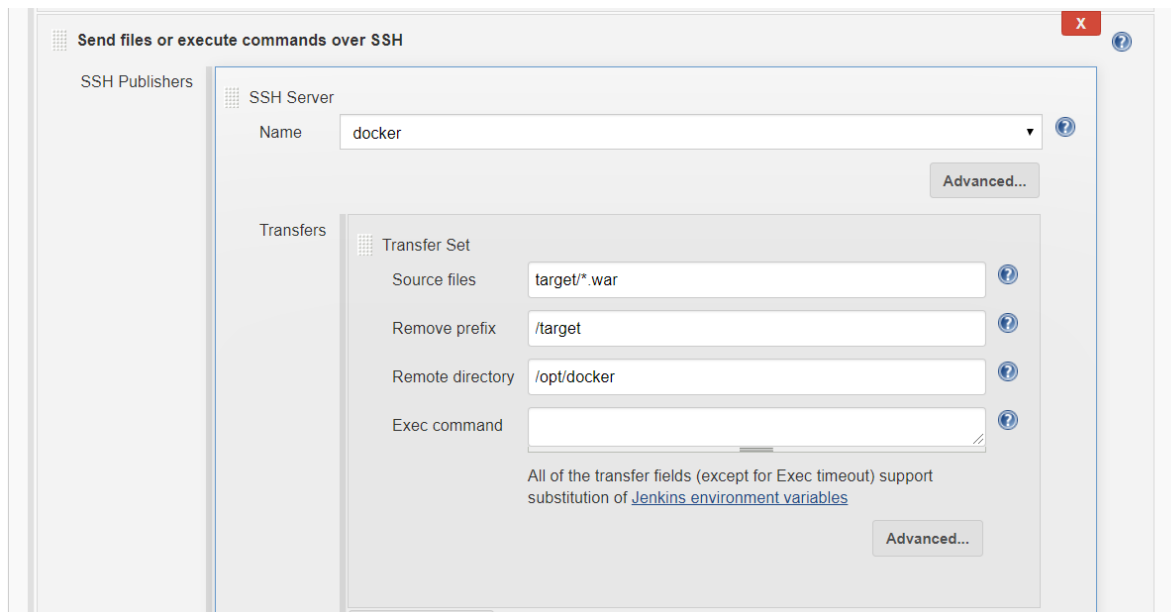 Send files or execute commands over SSH
X
SSH Publishers
SSH Server
Name
docker
Advanced...
Transfers
Transfer Set
Source files
target/*.war
Remove prefix
/target
Remote directory
/opt/docker
Exec command
All of the transfer fields (except for Exec timeout) support
substitution of Jenkins environment variables
Advanced...